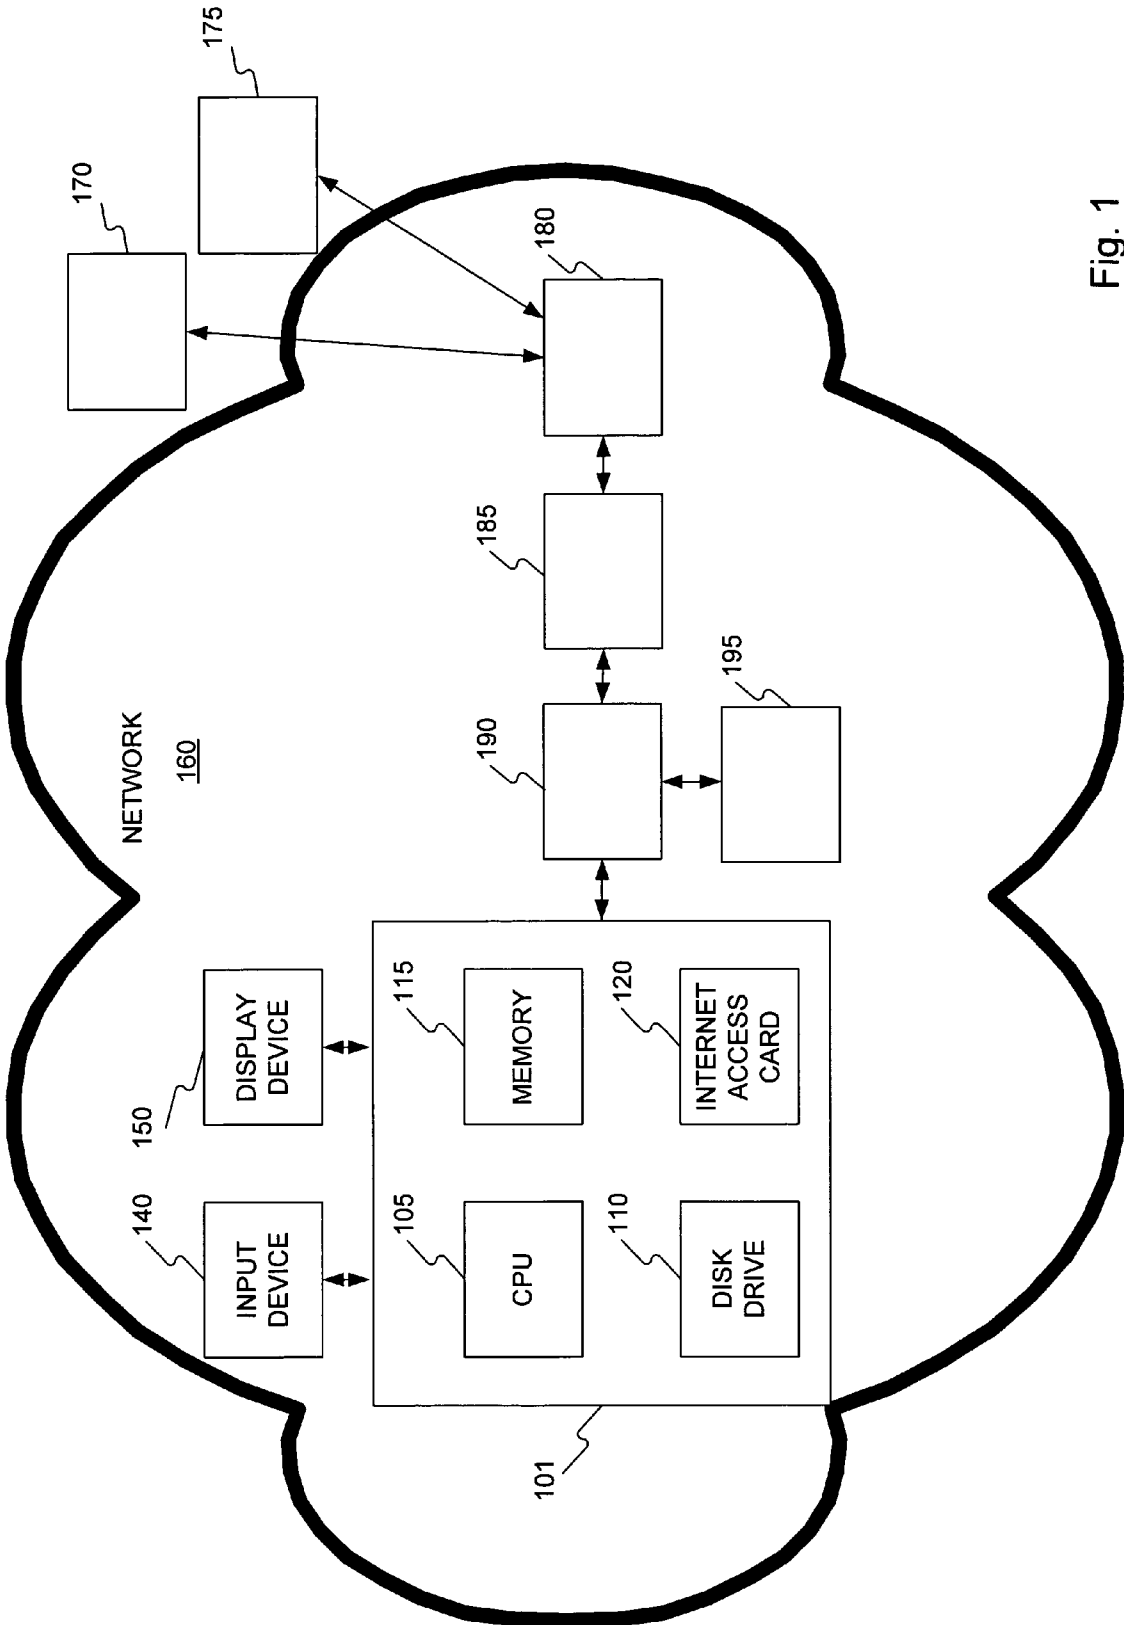 175
170
180
185
195
190
NETWORK
160
150
DISPLAY
DEVICE
115
MEMORY
120
INTERNET
ACCESS
CARD
140
INPUT
DEVICE
105
CPU
110
DISK
DRIVE
101
Fig. 1